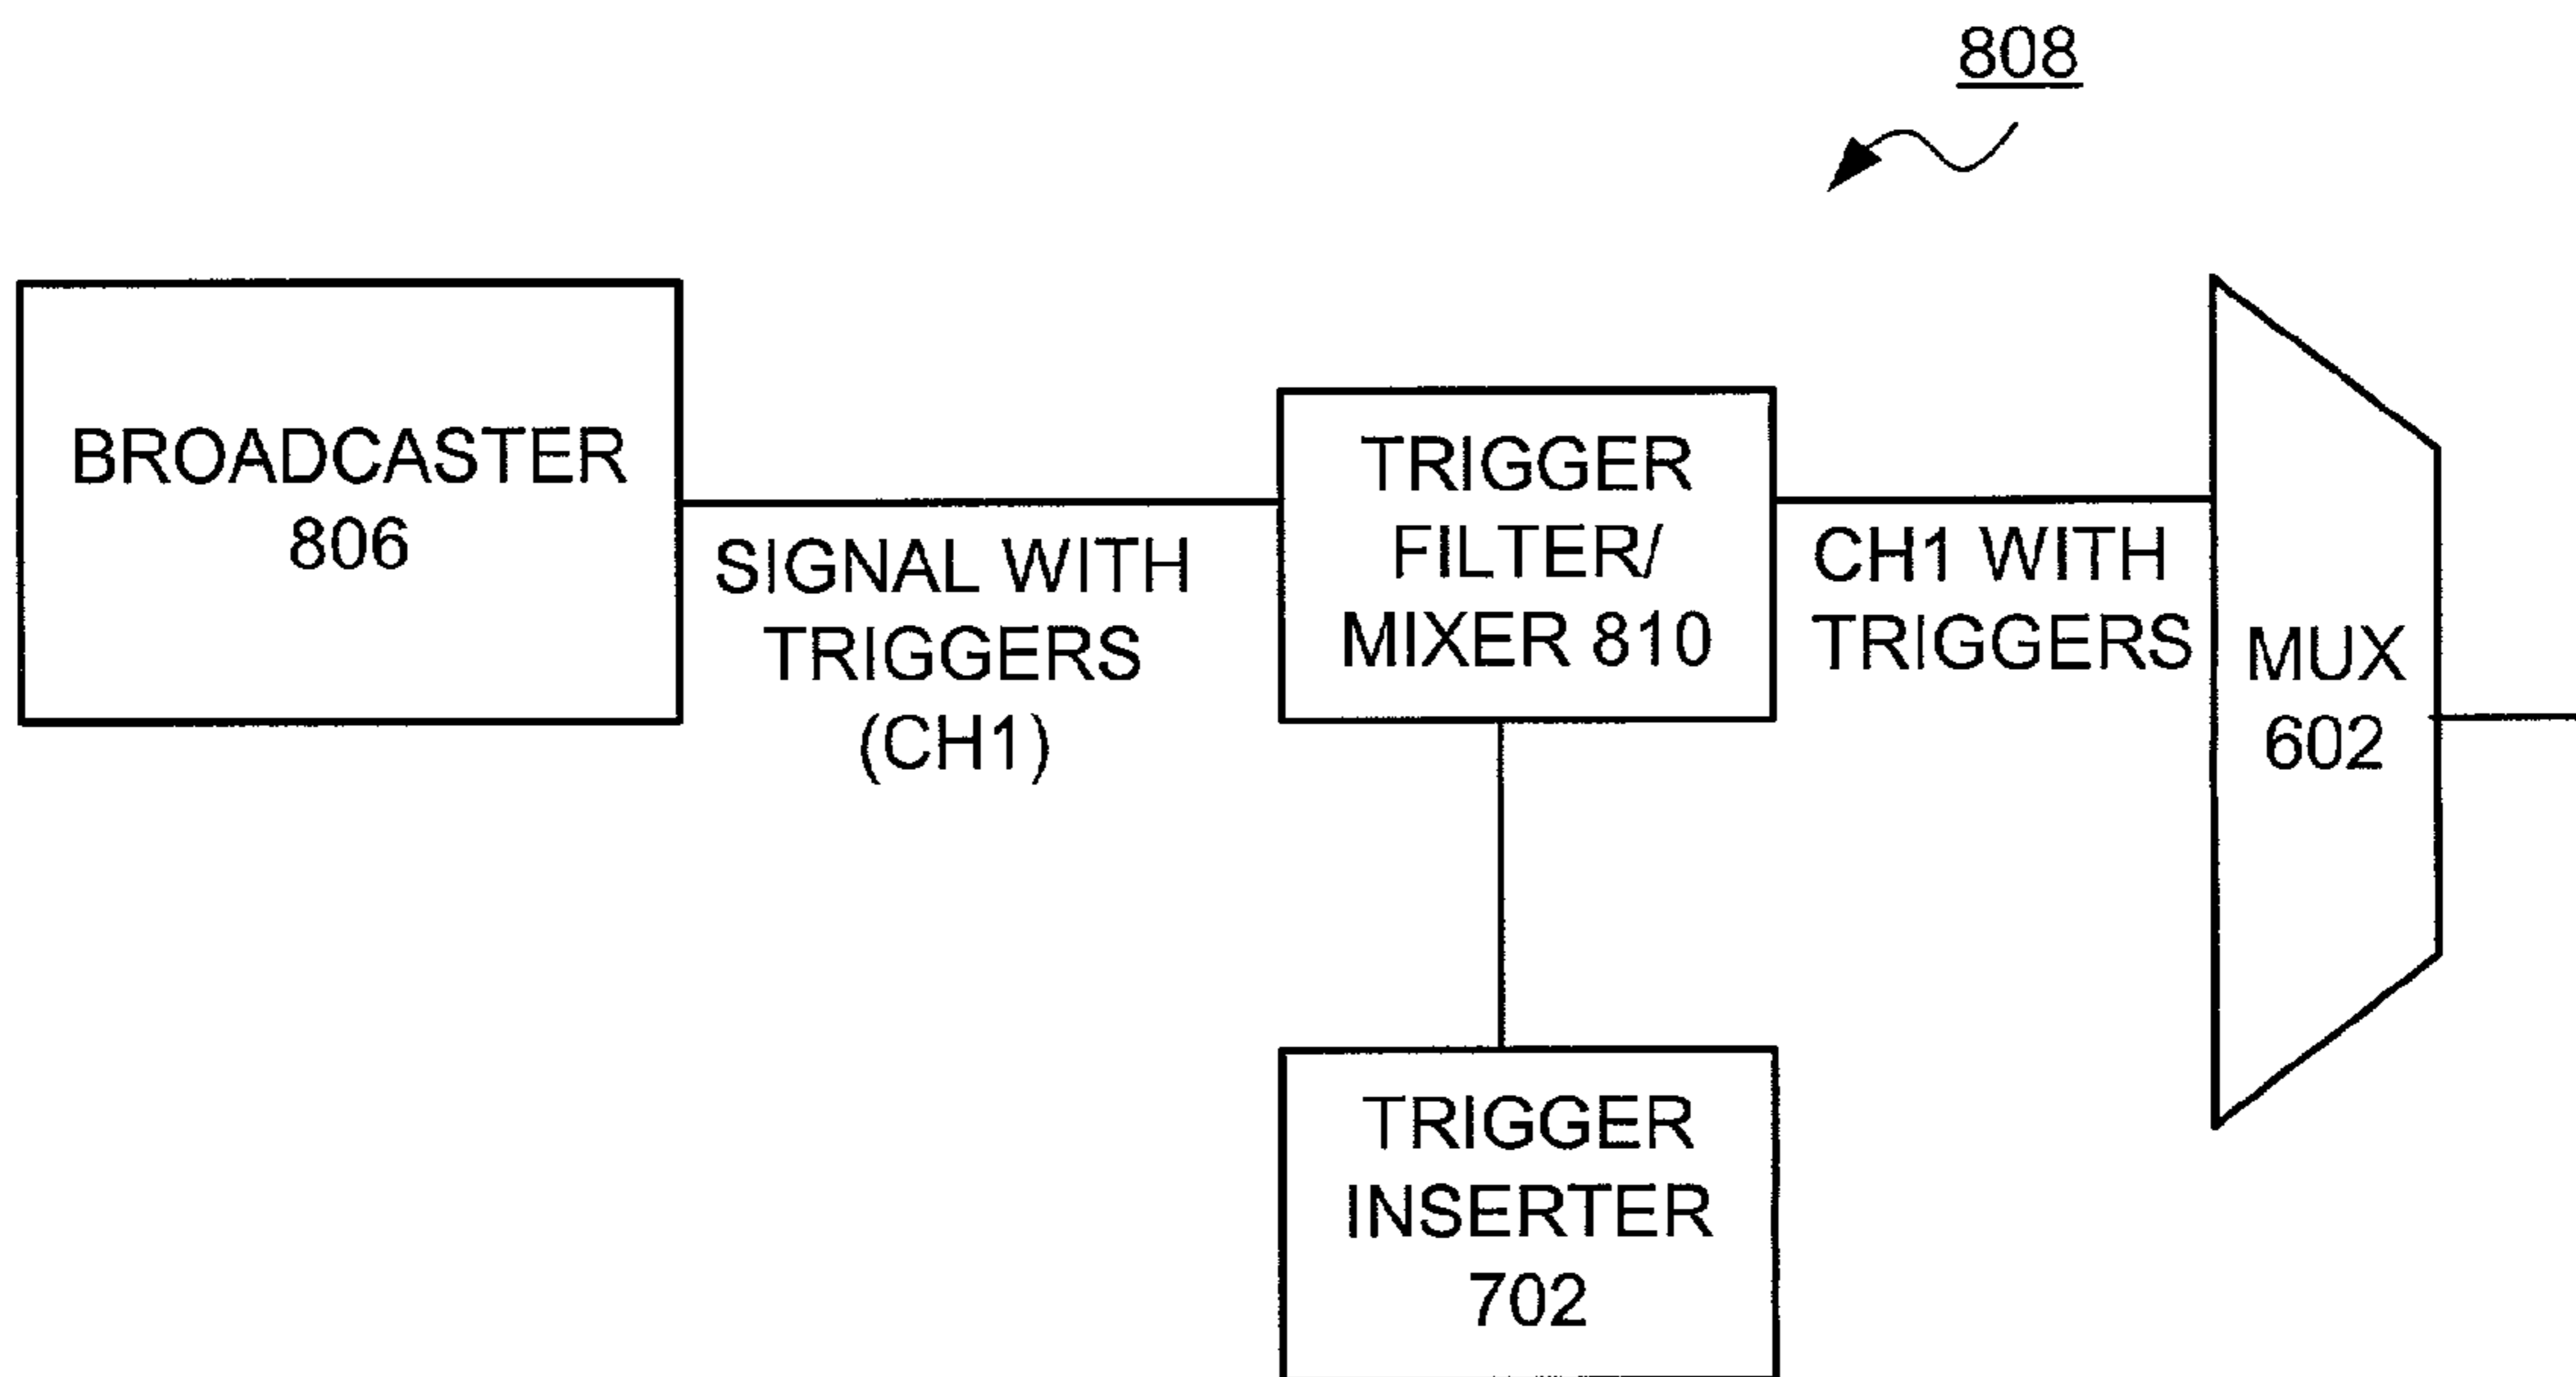 808
BROADCASTER
806
SIGNAL WITH
TRIGGERS
(CH1)
TRIGGER
FILTER/
MIXER 810
CH1 WITH
TRIGGERS
MUX
602
TRIGGER
INSERTER
702